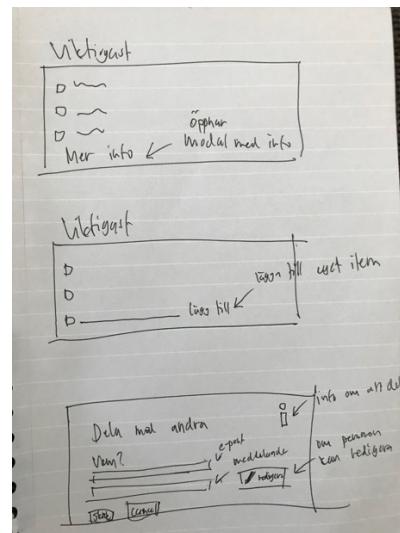 Viktigast
öppnar
Modal med info
Mer info
Viktigast
lägga till nytt item
lägg till
info om att del
Dela med andra
e-post
Vem?
meddelande
om personen
kan redigera
redigera
Cancel